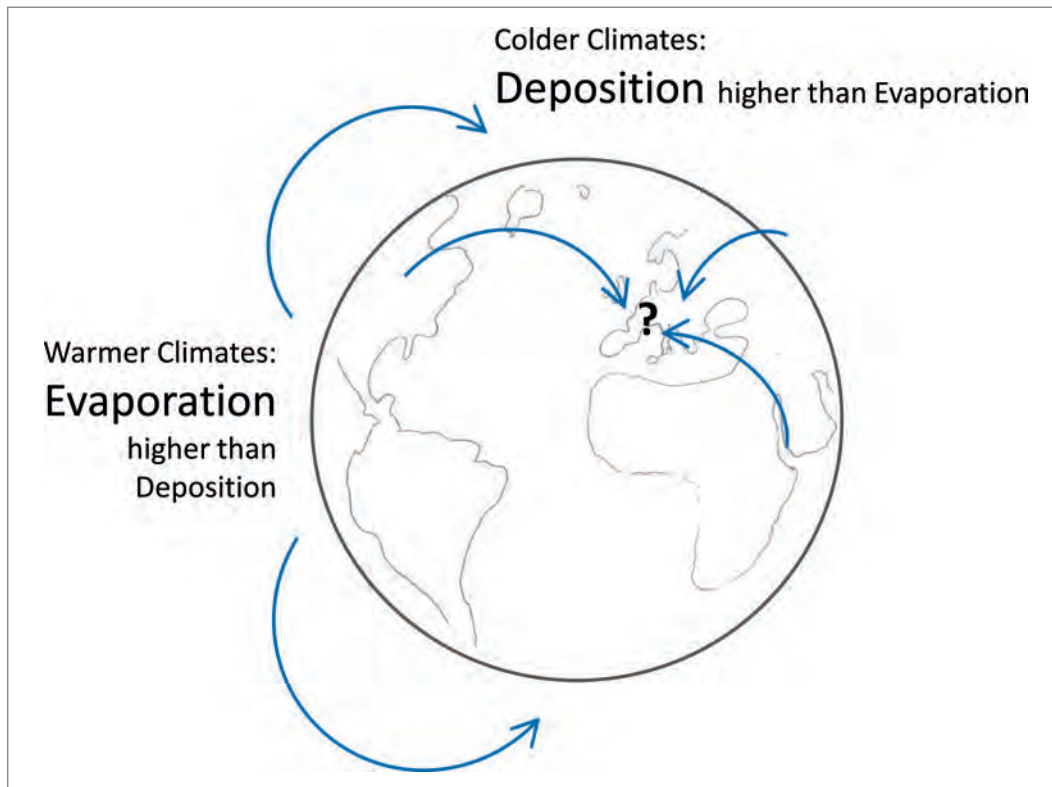 Colder Climates:
Deposition higher than Evaporation
?
Warmer Climates:
Evaporation
higher than
Deposition